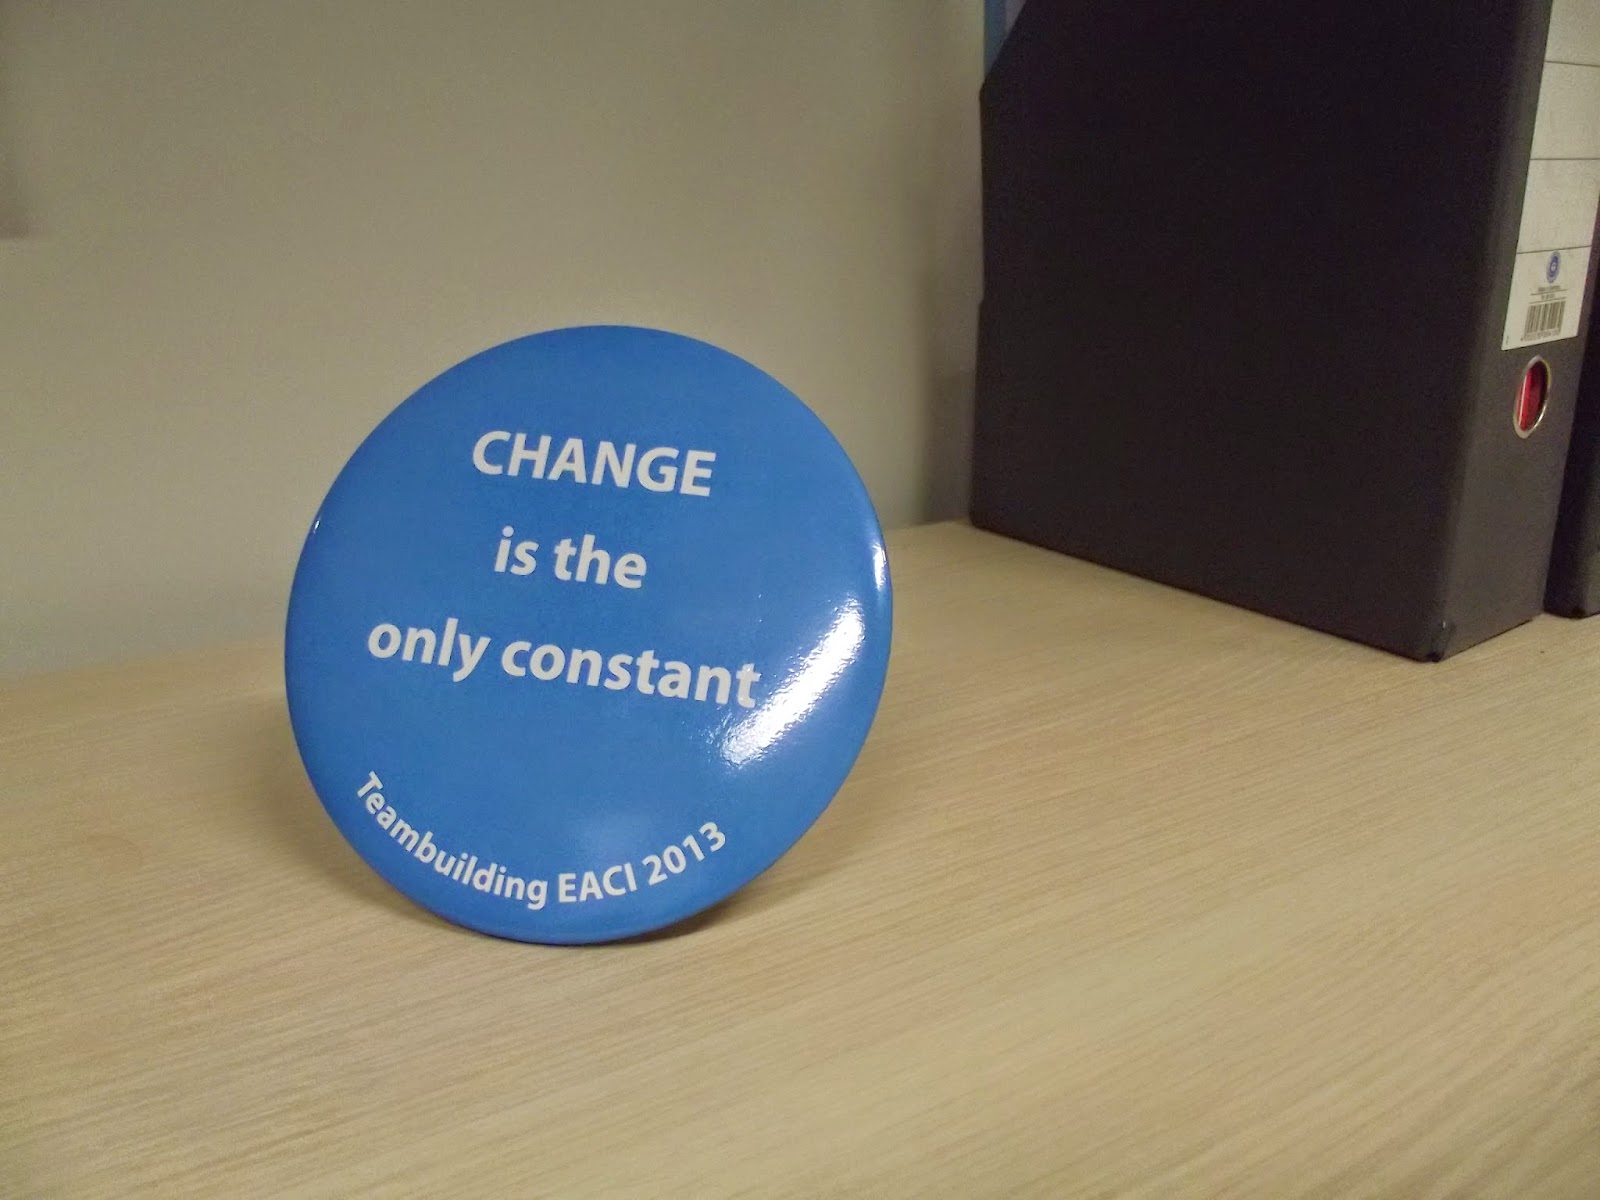 CHANGE
is the
only constant
Teambuilding EACI 2013